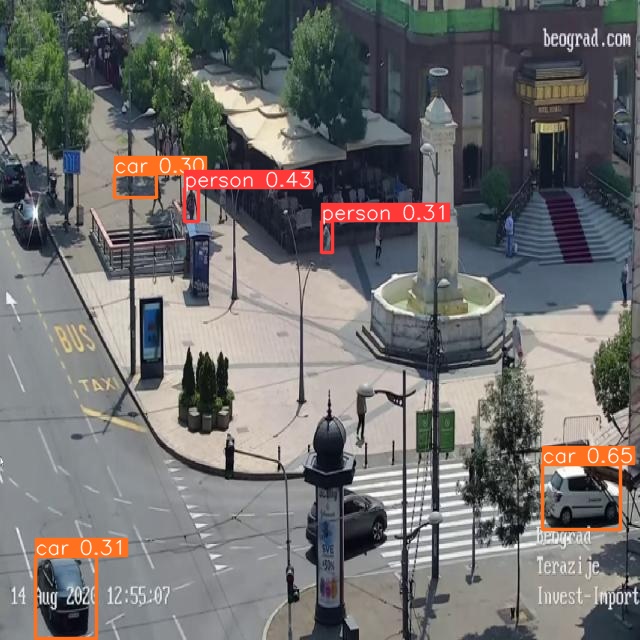 beograd.com
car 0.30
person 0.43
person 0.31
BUS
TAXI
car 0.65
car 0.31
beograd
14 Aug 2020 12:55:07
Terazije
Invest-Import